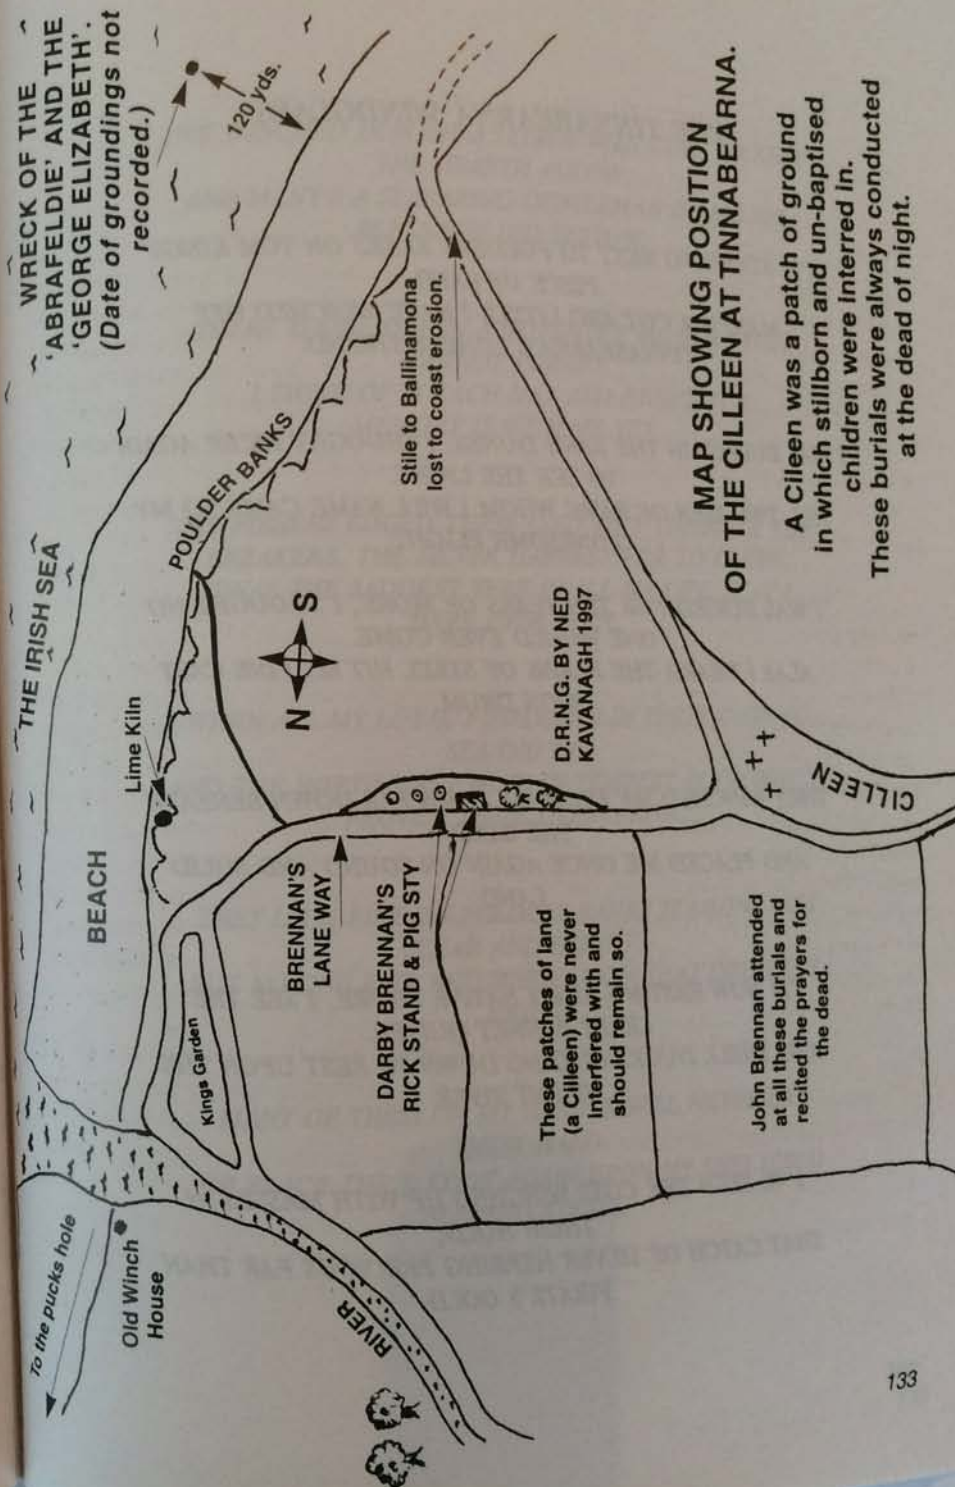 WRECK OF THE
'ABRAFELDIE' AND THE
'GEORGE ELIZABETH'.
(Date of groundings not
recorded.)
120 yds.
THE IRISH SEA
To the pucks hole
Old Winch
House
BEACH
Lime Kiln
POULDER BANKS
Stile to Ballinamona
lost to coast erosion.
Kings Garden
N
S
BRENNAN'S
LANE WAY
DARBY BRENNAN'S
RICK STAND & PIG STY
D.R.N.G. BY NED
KAVANAGH 1997
RIVER
These patches of land
(a Cilleen) were never
interfered with and
should remain so.
John Brennan attended
at all these burials and
recited the prayers for
the dead.
CILLEEN
MAP SHOWING POSITION
OF THE CILLEEN AT TINNABEARNA.
A Cileen was a patch of ground
in which stillborn and un-baptised
children were interred in.
These burials were always conducted
at the dead of night.
133